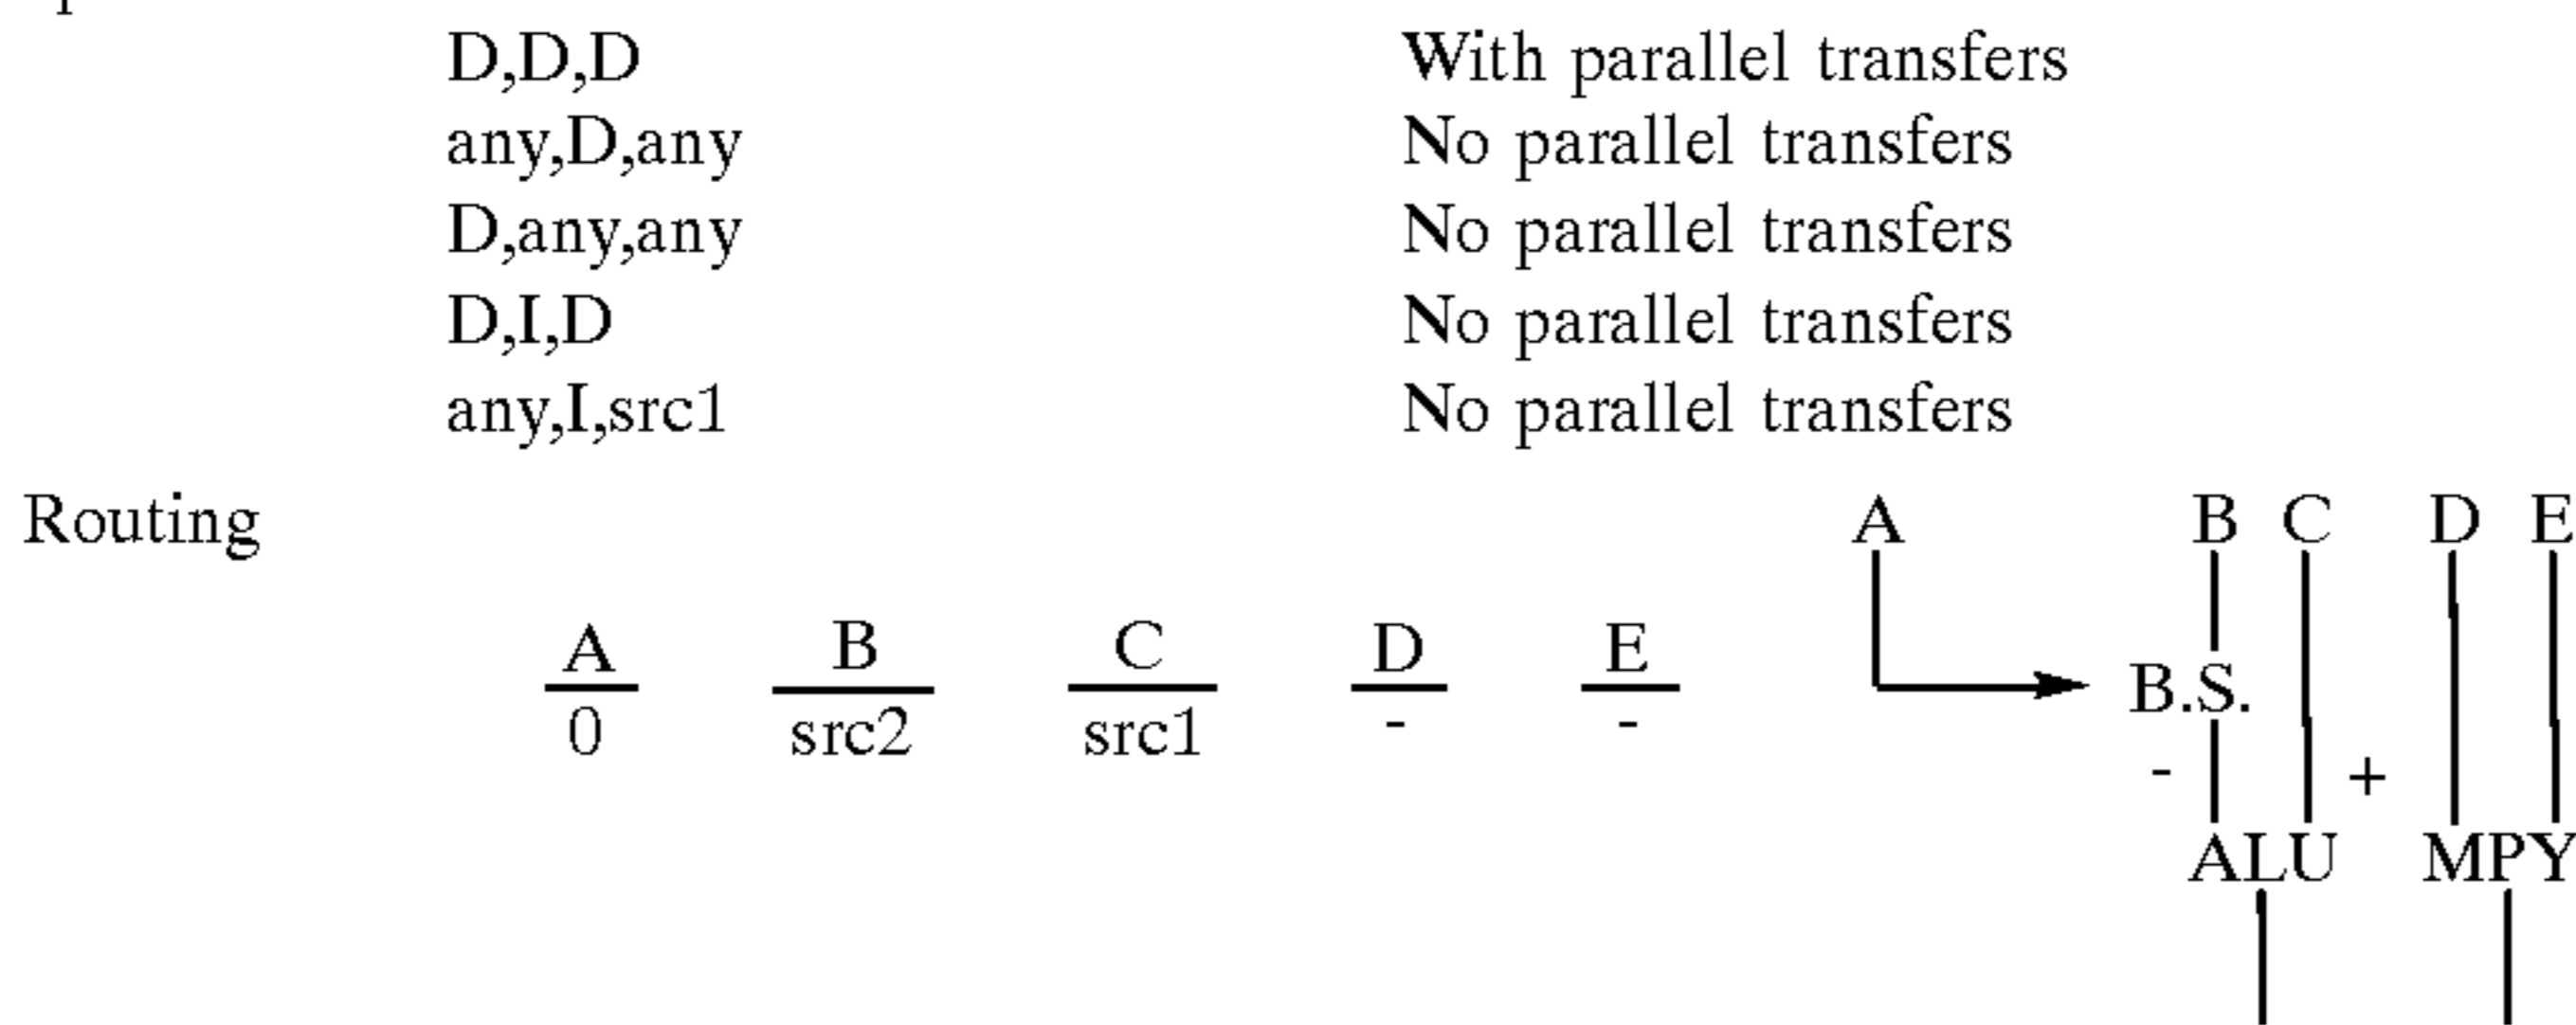 D,D,D With parallel transfers
any,D,any No parallel transfers
D,any,any No parallel transfers
D,I,D No parallel transfers
any,I,src1 No parallel transfers
Routing A B C D E
A B C D E
B.S.
0 src2 src1 - -
- +
ALU MPY